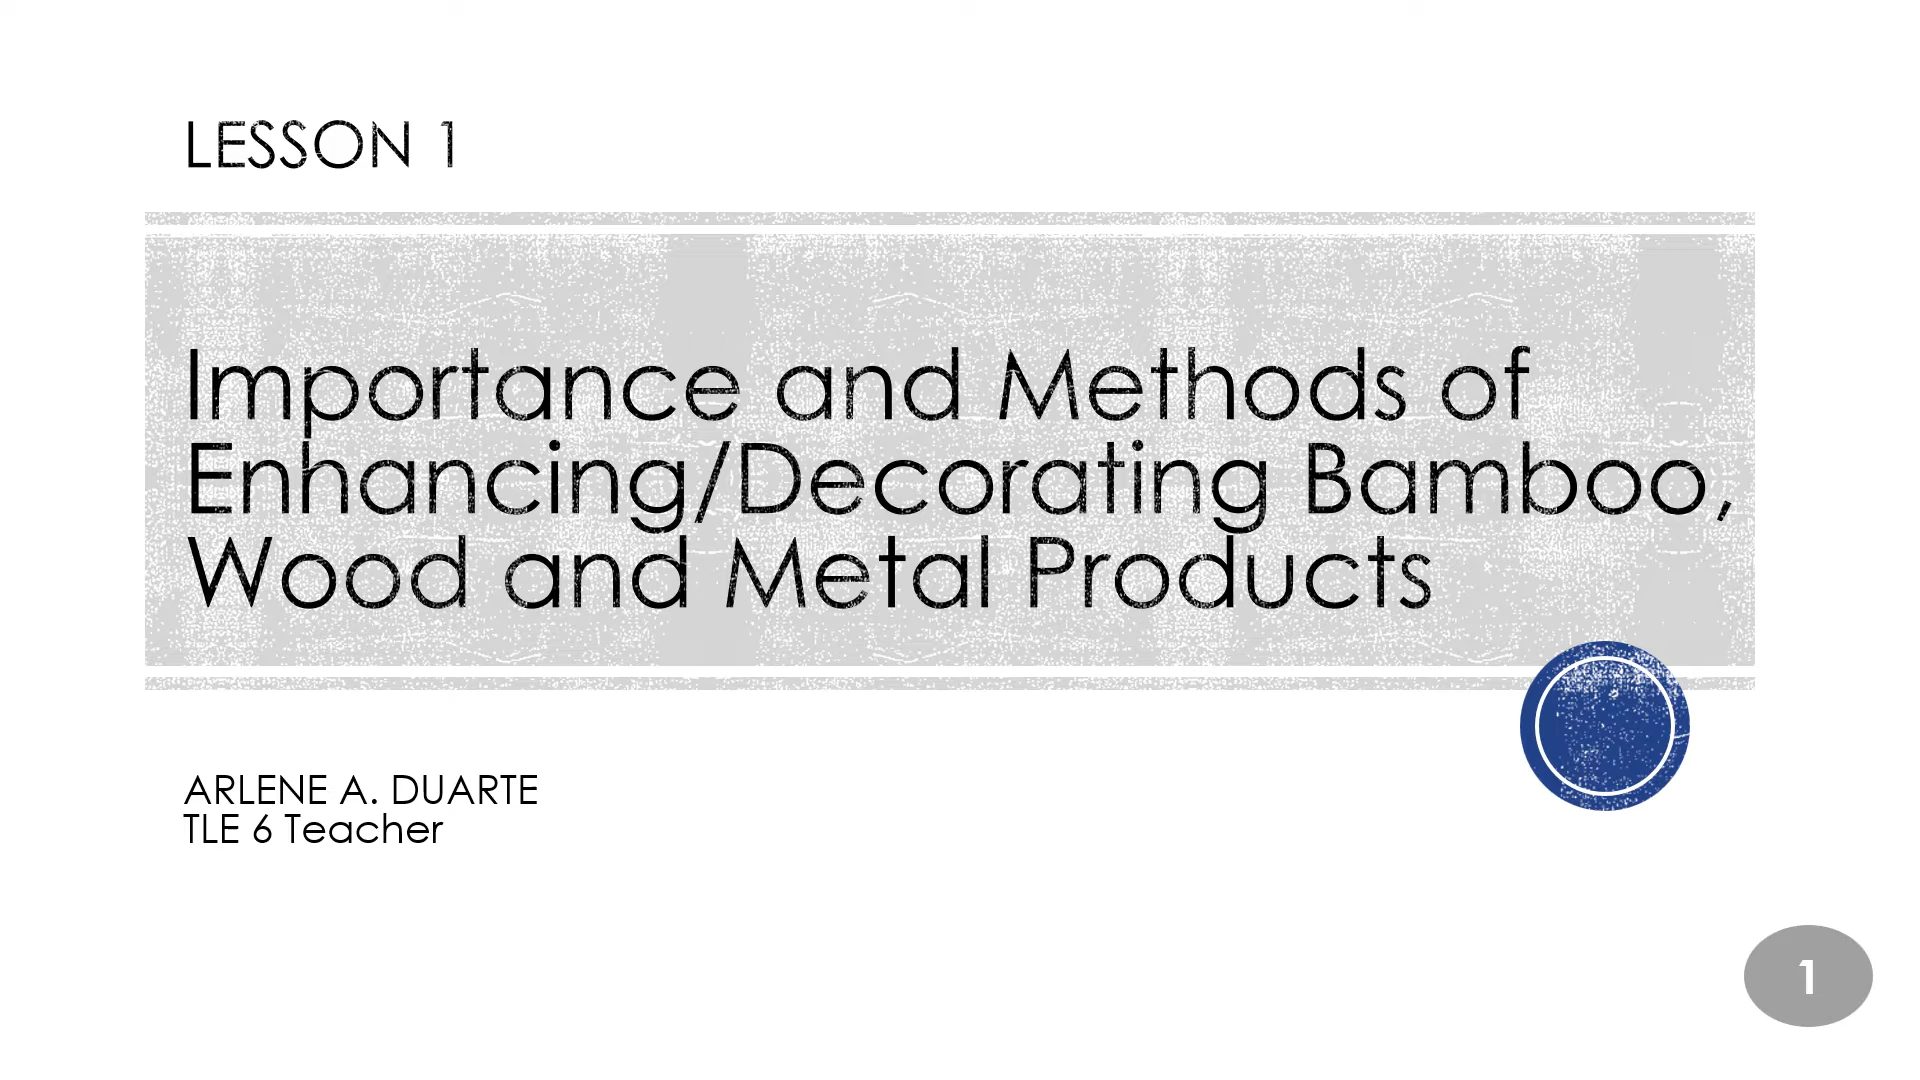 LESSON 1
Importance and Methods of
Enhancing/Decorating Bamboo,
Wood and Metal Products
ARLENE A. DUARTE
TLE 6 Teacher
1